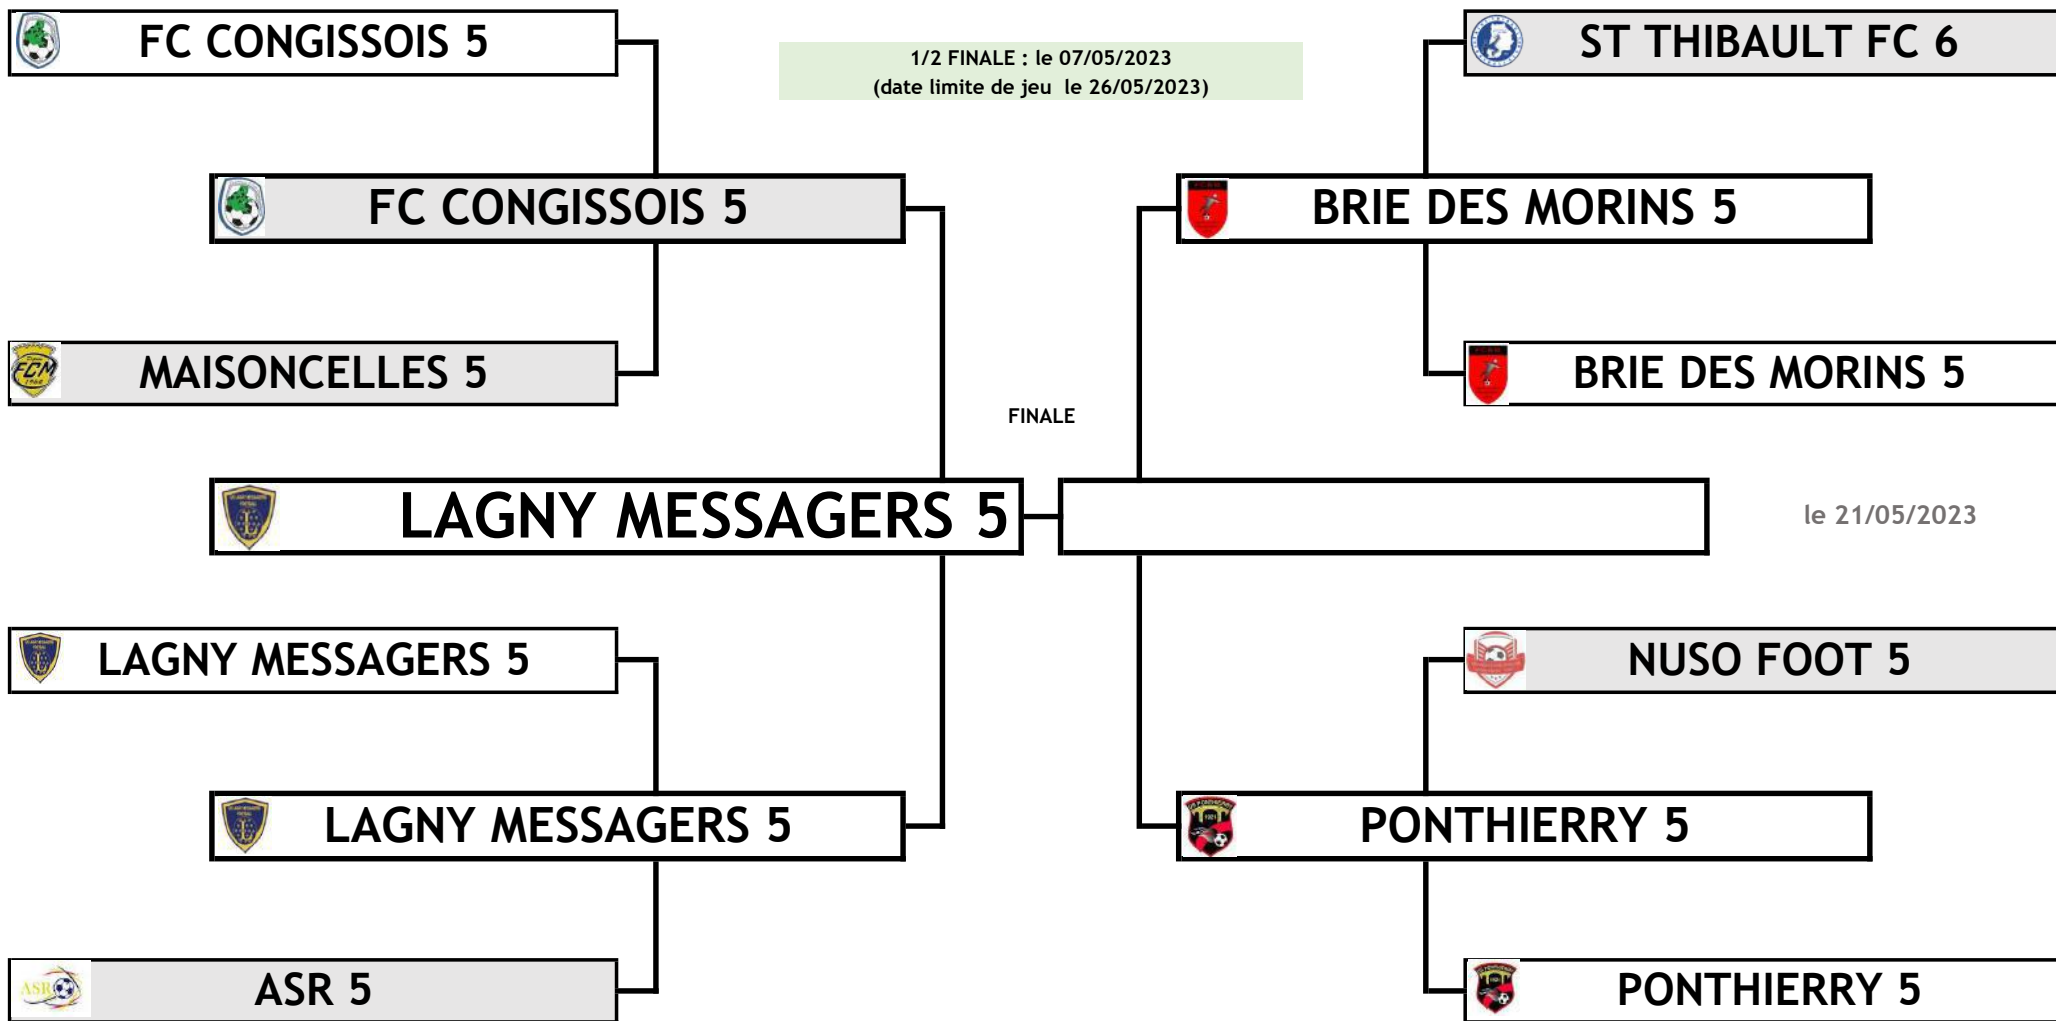 FC CONGISSOIS 5
1/2 FINALE : le 07/05/2023
(date limite de jeu le 26/05/2023)
ST THIBAULT FC 6
FC CONGISSOIS 5
BRIE DES MORINS 5
MAISONCELLES 5
BRIE DES MORINS 5
FINALE
LAGNY MESSAGERS 5
le 21/05/2023
LAGNY MESSAGERS 5
NUSO FOOT 5
LAGNY MESSAGERS 5
PONTHIERRY 5
ASR 5
PONTHIERRY 5